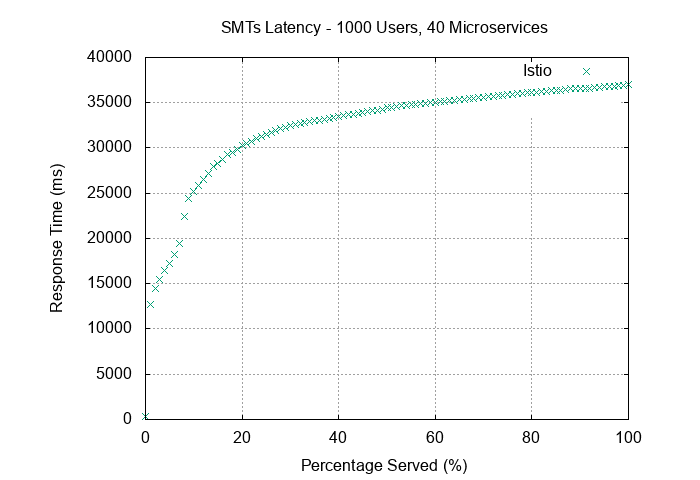 SMTs Latency - 1000 Users, 40 Microservices
40000
Istio
35000
30000
25000
20000
15000
10000
5000
0
Response Time (ms)
0 20 40 60 80 100
Percentage Served (%)